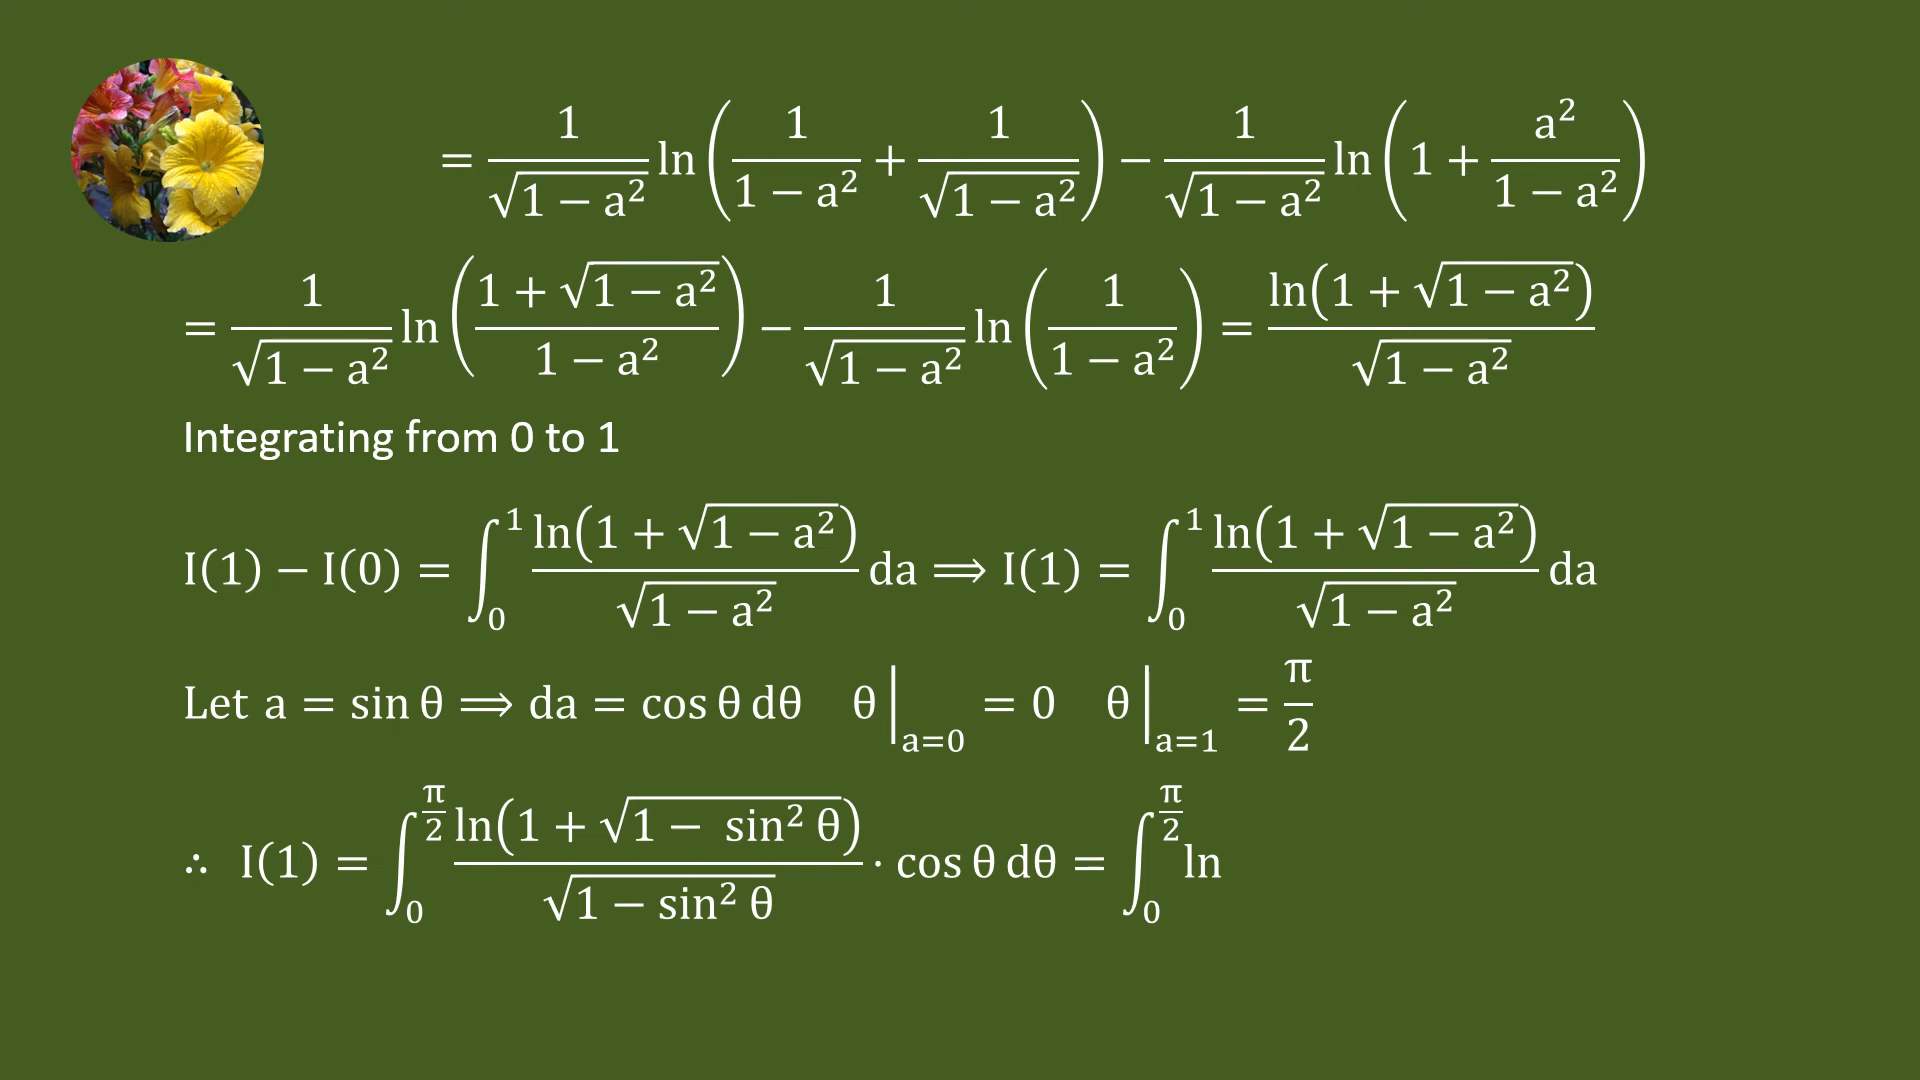 = 1/√(1 − a²) ln(1/(1 − a²) + 1/√(1 − a²)) − 1/√(1 − a²) ln(1 + a²/(1 − a²))
= 1/√(1 − a²) ln((1 + √(1 − a²))/(1 − a²)) − 1/√(1 − a²) ln(1/(1 − a²)) = ln(1 + √(1 − a²))/√(1 − a²)
Integrating from 0 to 1
I(1) − I(0) = ∫₀¹ ln(1 + √(1 − a²))/√(1 − a²) da ⟹ I(1) = ∫₀¹ ln(1 + √(1 − a²))/√(1 − a²) da
Let a = sin θ ⟹ da = cos θ dθ θ|_{a=0} = 0 θ|_{a=1} = π/2
∴ I(1) = ∫₀^{π/2} ln(1 + √(1 − sin² θ))/√(1 − sin² θ) · cos θ dθ = ∫₀^{π/2} ln